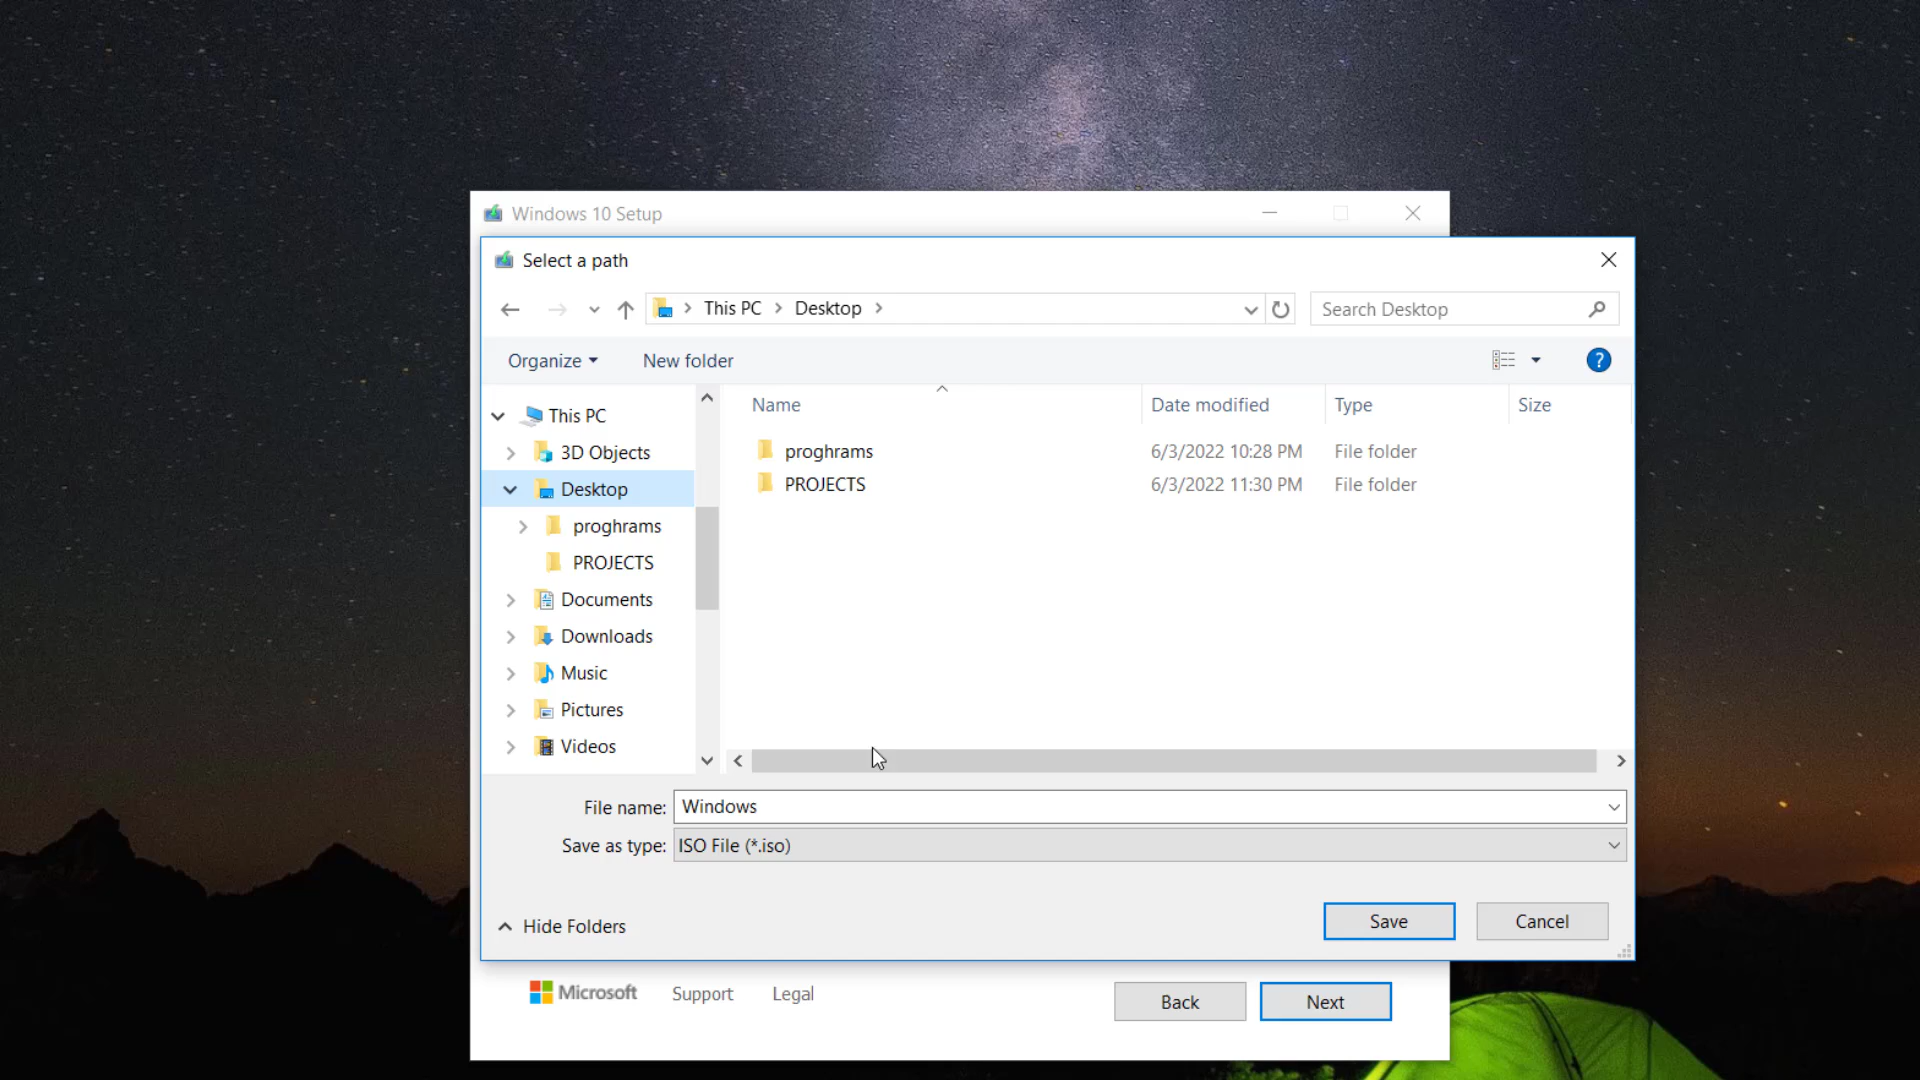 Windows 10 Setup
Select a path
This PC
Desktop
Search Desktop
Organize
New folder
?
Name
Date modified
Type
Size
This PC
3D Objects
Desktop
proghrams
PROJECTS
Documents
Downloads
Music
Pictures
Videos
proghrams 6/3/2022 10:28 PM File folder
PROJECTS 6/3/2022 11:30 PM File folder
File name: Windows
Save as type: ISO File (*.iso)
Hide Folders
Save
Cancel
Microsoft
Support
Legal
Back
Next